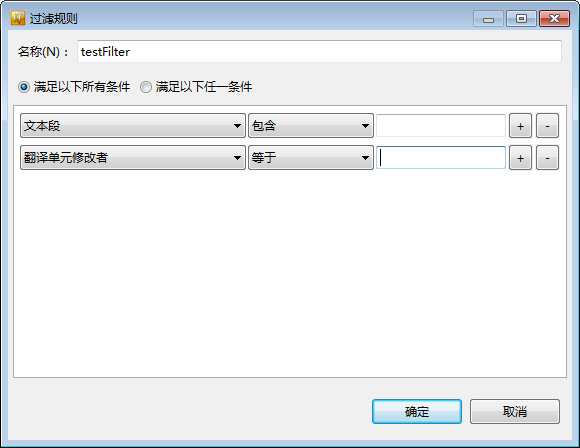 过滤规则
名称(N)： testFilter
满足以下所有条件 满足以下任一条件
文本段 包含 + -
翻译单元修改者 等于 + -
确定 取消